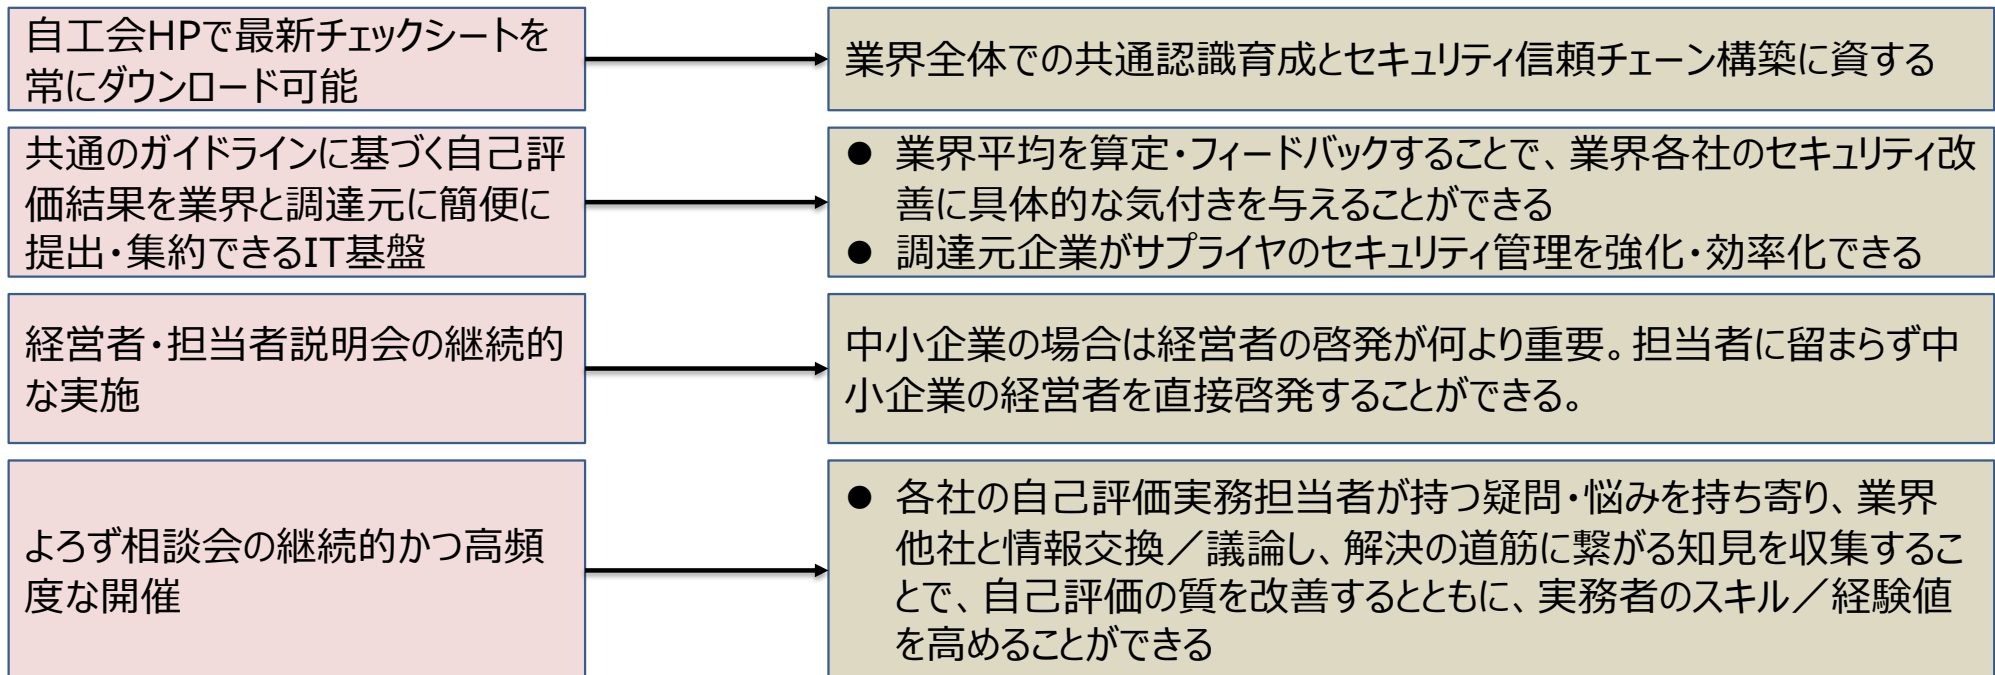 自工会HPで最新チェックシートを
常にダウンロード可能
業界全体での共通認識育成とセキュリティ信頼チェーン構築に資する
共通のガイドラインに基づく自己評
価結果を業界と調達元に簡便に
提出・集約できるIT基盤
● 業界平均を算定・フィードバックすることで、業界各社のセキュリティ改
善に具体的な気付きを与えることができる
● 調達元企業がサプライヤのセキュリティ管理を強化・効率化できる
経営者・担当者説明会の継続的
な実施
中小企業の場合は経営者の啓発が何より重要。担当者に留まらず中
小企業の経営者を直接啓発することができる。
よろず相談会の継続的かつ高頻
度な開催
● 各社の自己評価実務担当者が持つ疑問・悩みを持ち寄り、業界
他社と情報交換／議論し、解決の道筋に繋がる知見を収集するこ
とで、自己評価の質を改善するとともに、実務者のスキル／経験値
を高めることができる